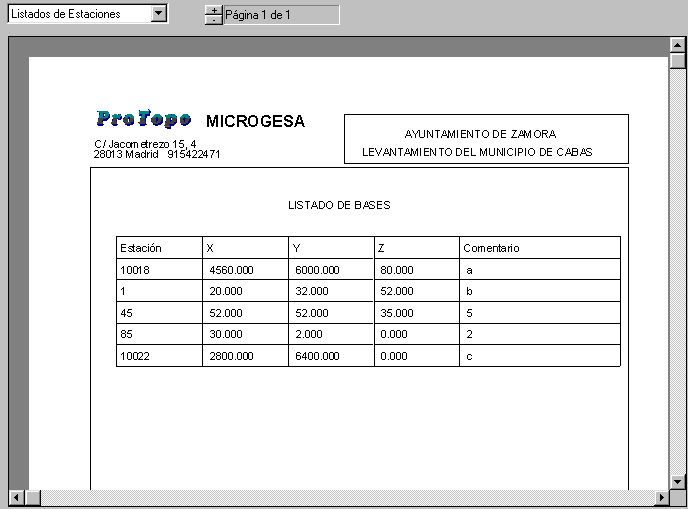 Listados de Estaciones
+
-
Página 1 de 1
ProTopo MICROGESA
C/ Jacometrezo 15, 4
28013 Madrid 915422471
AYUNTAMIENTO DE ZAMORA
LEVANTAMIENTO DEL MUNICIPIO DE CABAS
LISTADO DE BASES
Estación X Y Z Comentario
10018 4560.000 6000.000 80.000 a
1 20.000 32.000 52.000 b
45 52.000 52.000 35.000 5
85 30.000 2.000 0.000 2
10022 2800.000 6400.000 0.000 c